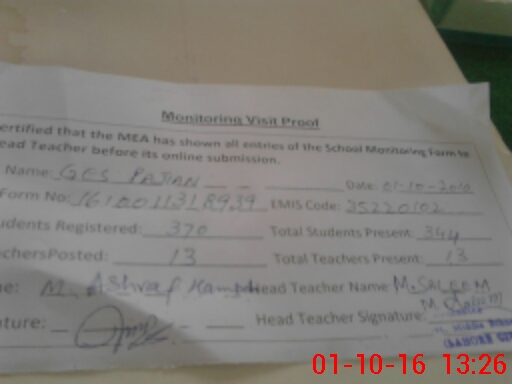 Monitoring Visit Proof
ertified that the MEA has shown all entries of the School Monitoring Form to
ead Teacher before its online submission.
Name: GES PAJIAN Date: 01-10-2016
Form No: 161001131 8939 EMIS Code: 35220102
udents Registered: 370 Total Students Present: 344
achersPosted: 13 Total Teachers Present: 13
me: M. Ashraf Head Teacher Name: M. SALEEM
ature: Head Teacher Signature:
01-10-16 13:26